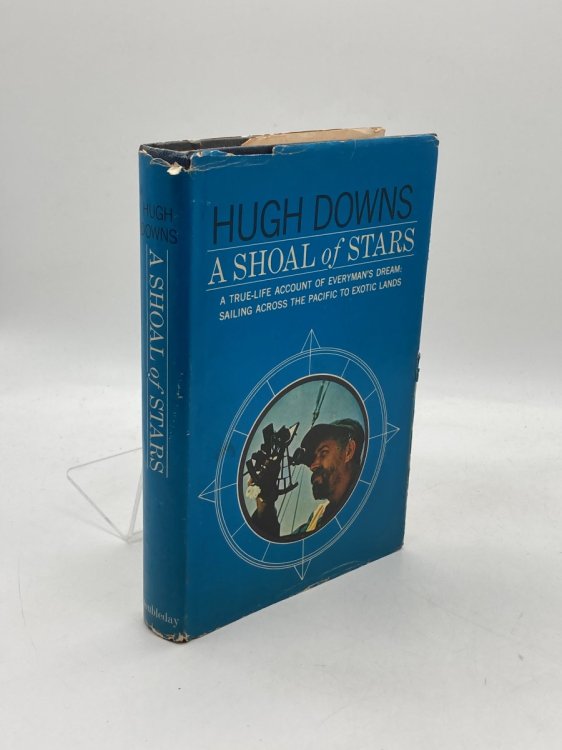 HUGH DOWNS
A SHOAL of STARS
A TRUE-LIFE ACCOUNT OF EVERYMAN'S DREAM:
SAILING ACROSS THE PACIFIC TO EXOTIC LANDS
HUGH
DOWNS
A SHOAL of STARS
oubleday